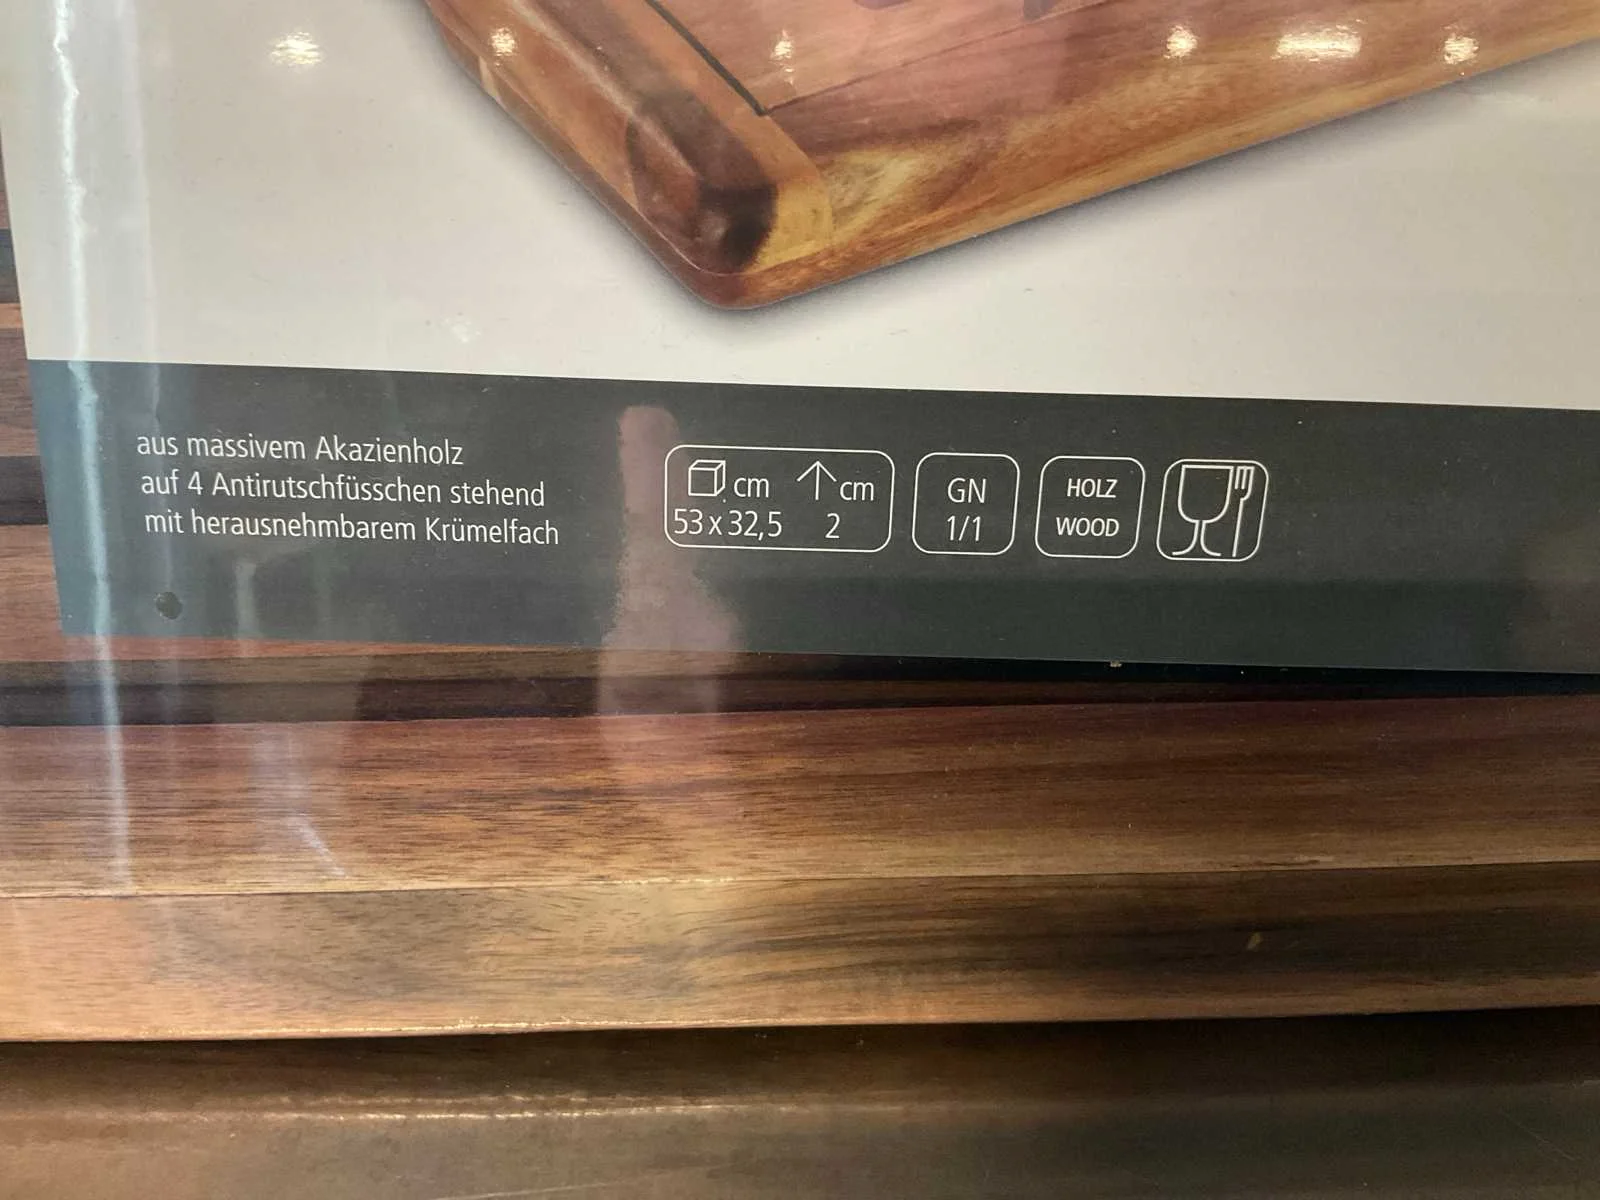 aus massivem Akazienholz
auf 4 Antirutschfüsschen stehend
mit herausnehmbarem Krümelfach
cm cm
53 x 32,5 2
GN
1/1
HOLZ
WOOD